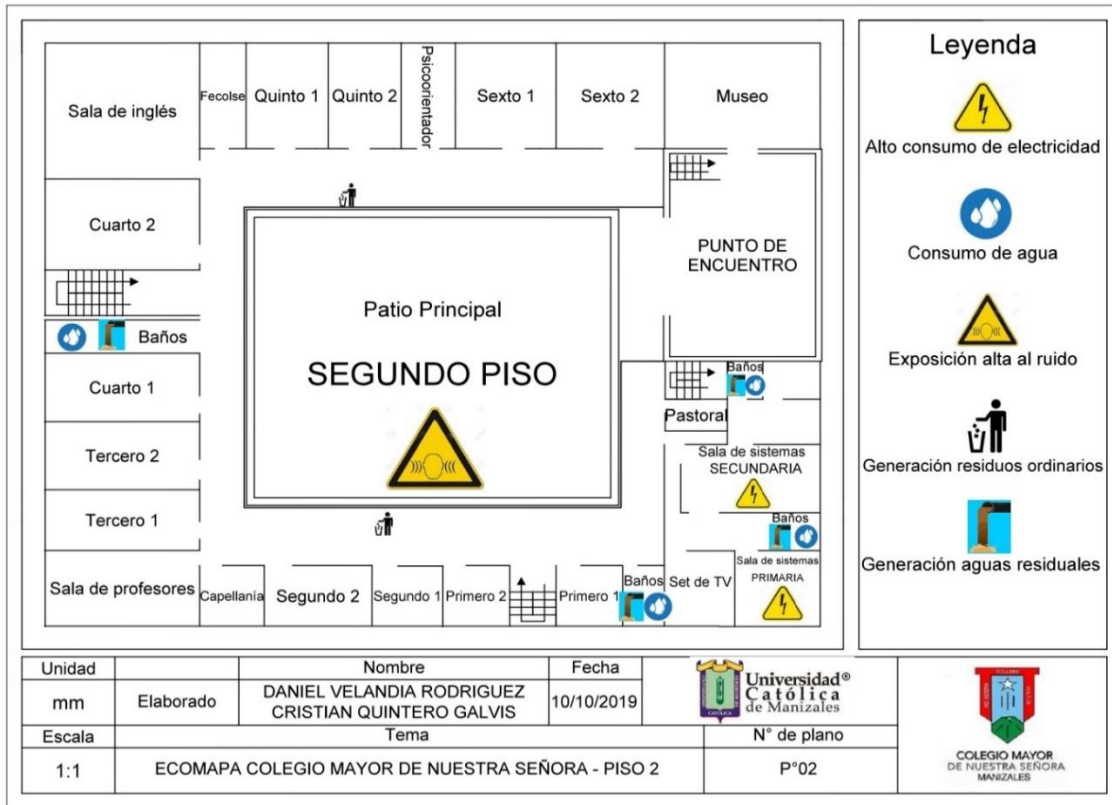 Leyenda
Alto consumo de electricidad
Consumo de agua
Exposición alta al ruido
Generación residuos ordinarios
Generación aguas residuales
Sala de inglés
Fecolse
Quinto 1
Quinto 2
Psicoorientador
Sexto 1
Sexto 2
Museo
Cuarto 2
PUNTO DE
ENCUENTRO
Patio Principal
SEGUNDO PISO
Baños
Cuarto 1
Baños
Pastoral
Tercero 2
Sala de sistemas
SECUNDARIA
Tercero 1
Baños
Sala de profesores
Capellanía
Segundo 2
Segundo 1
Primero 2
Primero 1
Baños
Set de TV
Sala de sistemas
PRIMARIA
Unidad
Nombre
Fecha
mm
Elaborado
DANIEL VELANDIA RODRIGUEZ
CRISTIAN QUINTERO GALVIS
10/10/2019
Universidad®
Católica
de Manizales
Escala
Tema
N° de plano
1:1
ECOMAPA COLEGIO MAYOR DE NUESTRA SEÑORA - PISO 2
P°02
COLEGIO MAYOR
DE NUESTRA SEÑORA
MANIZALES